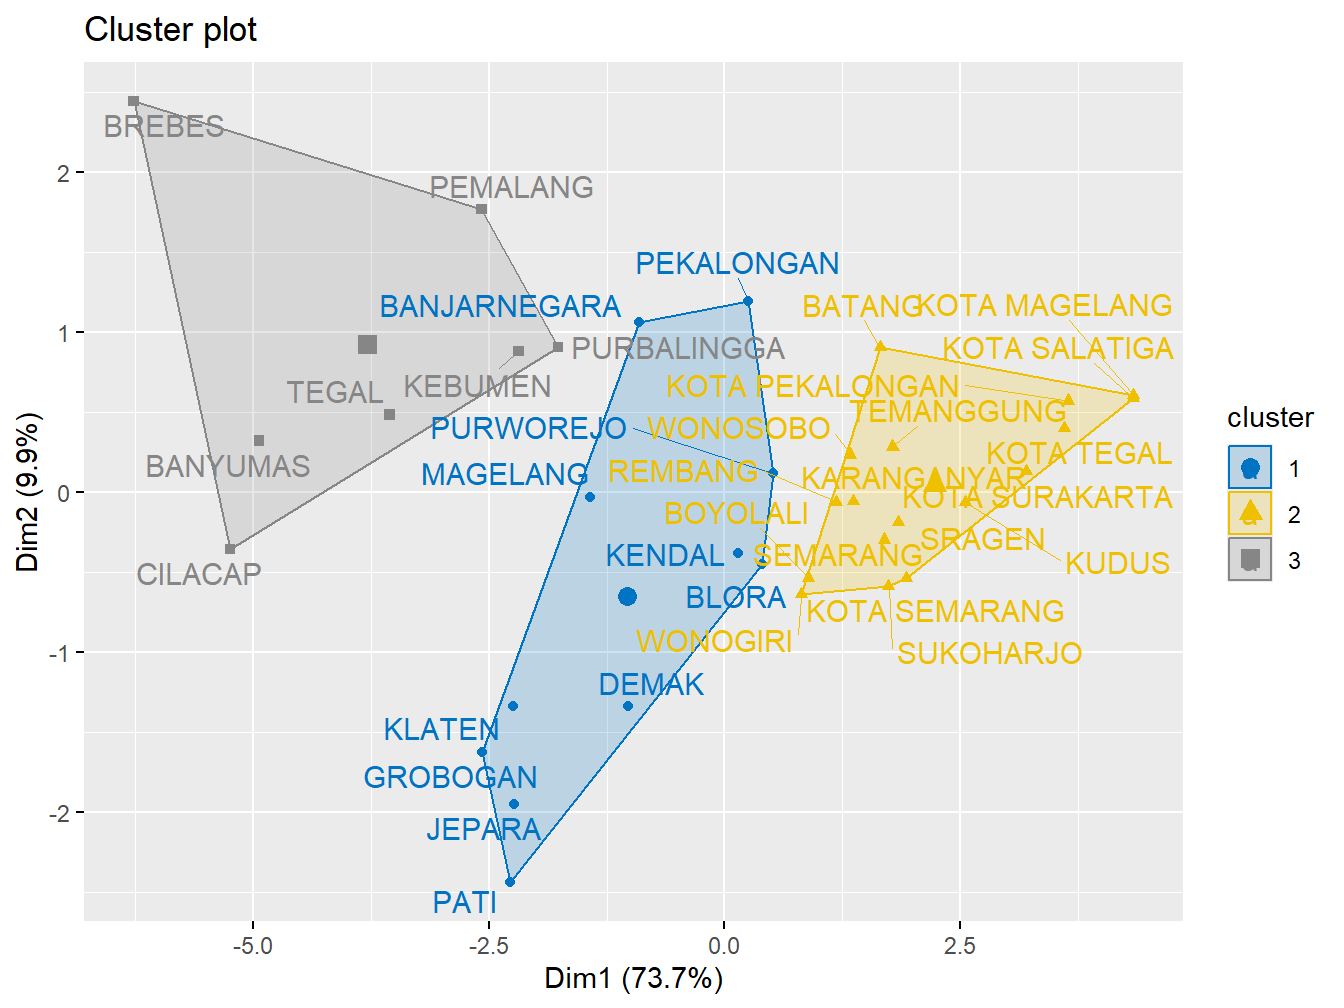 Cluster plot
BREBES
PEMALANG
PEKALONGAN
BANJARNEGARA
BATANG
KOTA MAGELANG
PURBALINGGA
KOTA SALATIGA
TEGAL
KEBUMEN
KOTA PEKALONGAN
TEMANGGUNG
PURWOREJO
WONOSOBO
KOTA TEGAL
BANYUMAS
MAGELANG
REMBANG
KARANGANYAR
KOTA SURAKARTA
BOYOLALI
SRAGEN
CILACAP
KENDAL
SEMARANG
KUDUS
BLORA
KOTA SEMARANG
WONOGIRI
SUKOHARJO
DEMAK
KLATEN
GROBOGAN
JEPARA
PATI
2
1
0
-1
-2
-5.0
-2.5
0.0
2.5
Dim1 (73.7%)
Dim2 (9.9%)
cluster
1
2
3